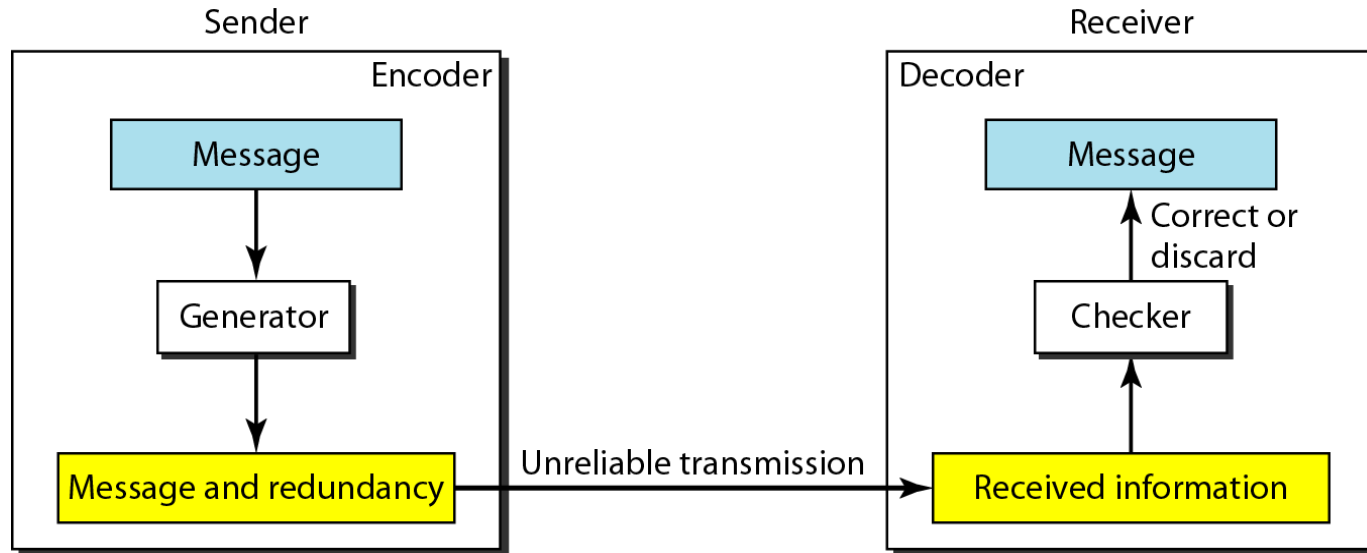 Sender
Encoder
Message
Generator
Message and redundancy
Unreliable transmission
Receiver
Decoder
Message
Correct or
discard
Checker
Received information